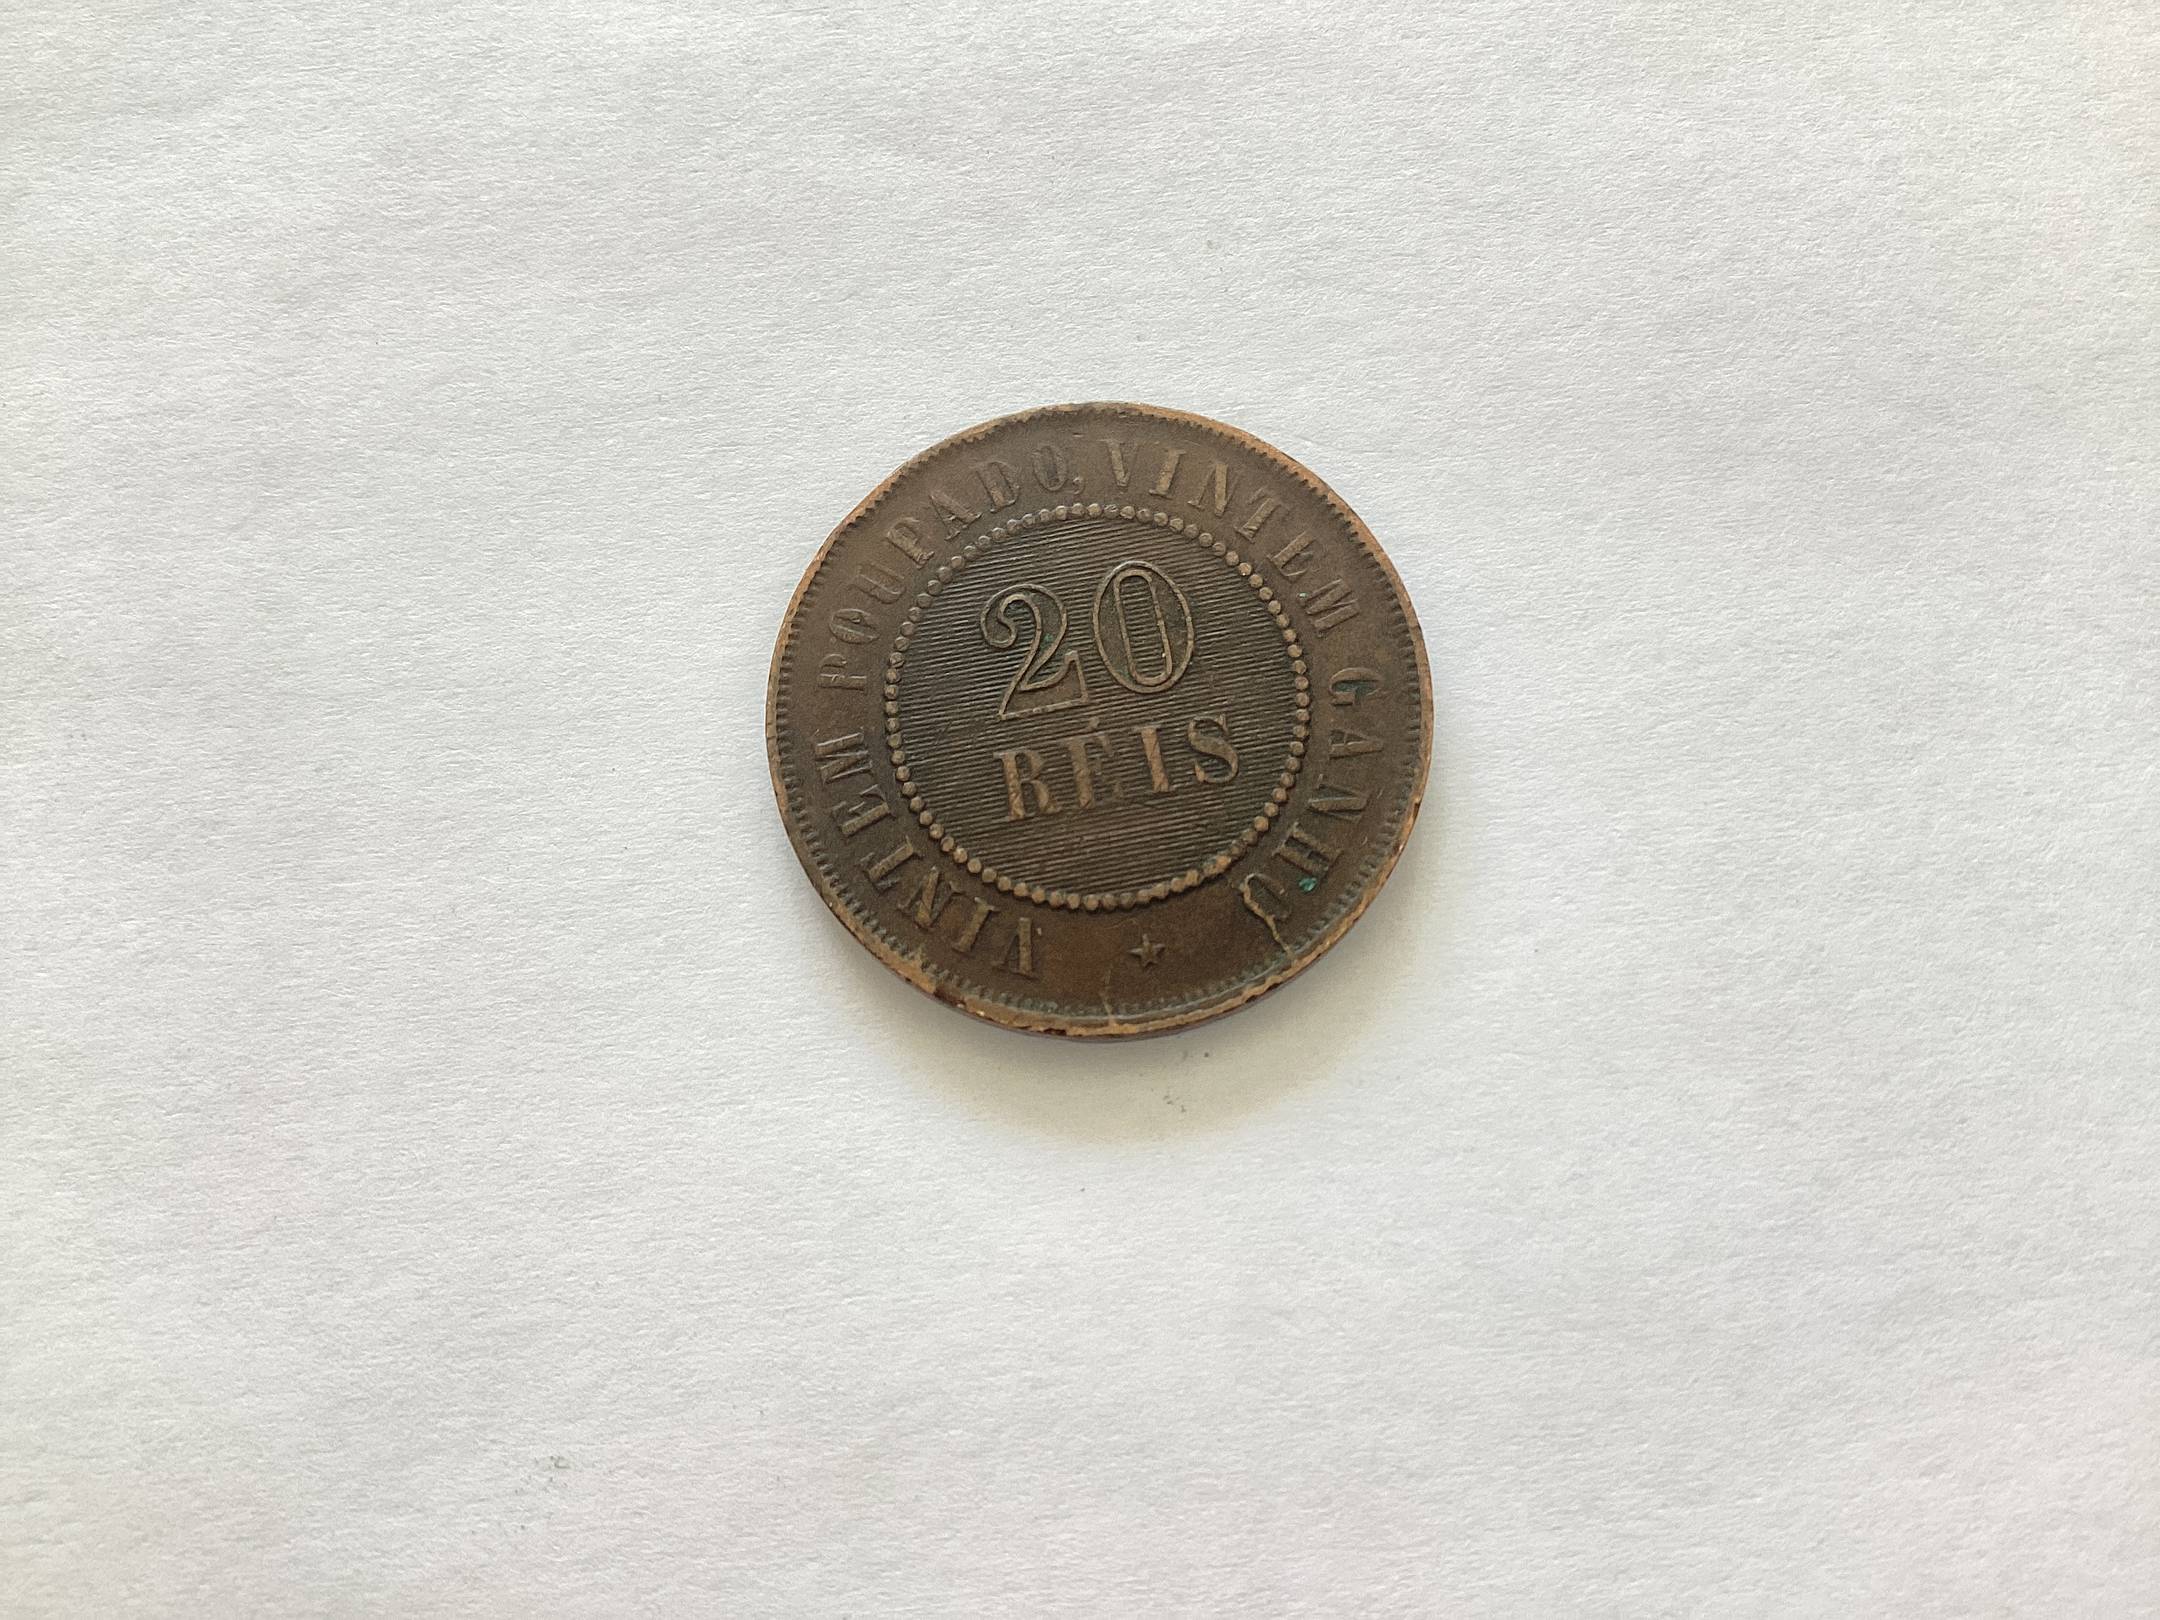 VINTEM POUPADO, VINTEM GANHO
20
RÉIS